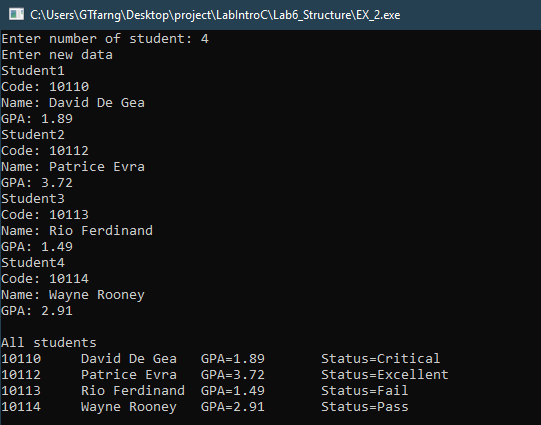 C:\Users\GTfarng\Desktop\project\LabIntroC\Lab6_Structure\EX_2.exe
Enter number of student: 4
Enter new data
Student1
Code: 10110
Name: David De Gea
GPA: 1.89
Student2
Code: 10112
Name: Patrice Evra
GPA: 3.72
Student3
Code: 10113
Name: Rio Ferdinand
GPA: 1.49
Student4
Code: 10114
Name: Wayne Rooney
GPA: 2.91

All students
10110     David De Gea   GPA=1.89       Status=Critical
10112     Patrice Evra   GPA=3.72       Status=Excellent
10113     Rio Ferdinand  GPA=1.49       Status=Fail
10114     Wayne Rooney   GPA=2.91       Status=Pass